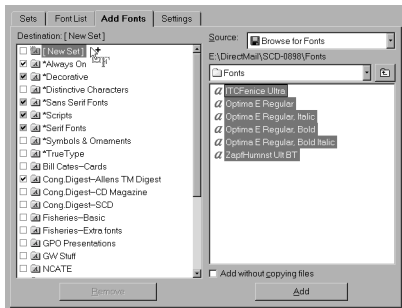 Sets
Font List
Add Fonts
Settings
Destination: [ New Set ]
[ New Set ]
*Always On
*Decorative
*Distinctive Characters
*Sans Serif Fonts
*Scripts
*Serif Fonts
*Symbols & Ornaments
*TrueType
Bill Cates–Cards
Cong.Digest–Allens TM Digest
Cong.Digest–CD Magazine
Cong.Digest–SCD
Fisheries–Basic
Fisheries–Extra fonts
GPO Presentations
GW Stuff
NCATE
Remove
Source:
Browse for Fonts
E:\DirectMail\SCD-0898\Fonts
Fonts
ITCFenice Ultra
Optima E Regular
Optima E Regular, Italic
Optima E Regular, Bold
Optima E Regular, Bold Italic
ZapfHumnst Ult BT
Add without copying files
Add